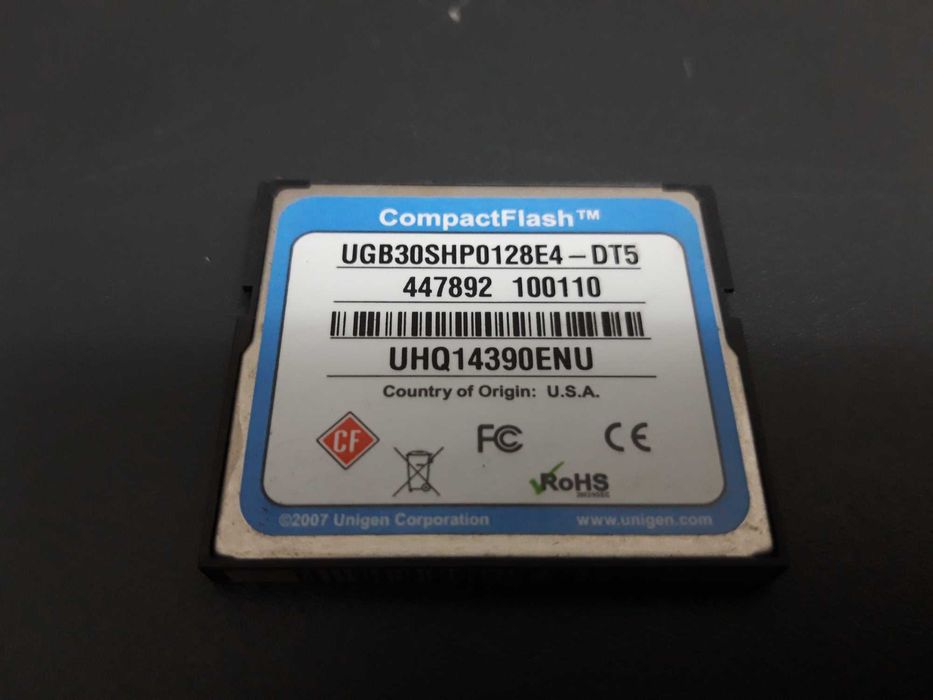 CompactFlash™
UGB30SHP0128E4-DT5
447892 100110
UHQ14390ENU
Country of Origin: U.S.A.
CF
FC
CE
RoHS
©2007 Unigen Corporation www.unigen.com